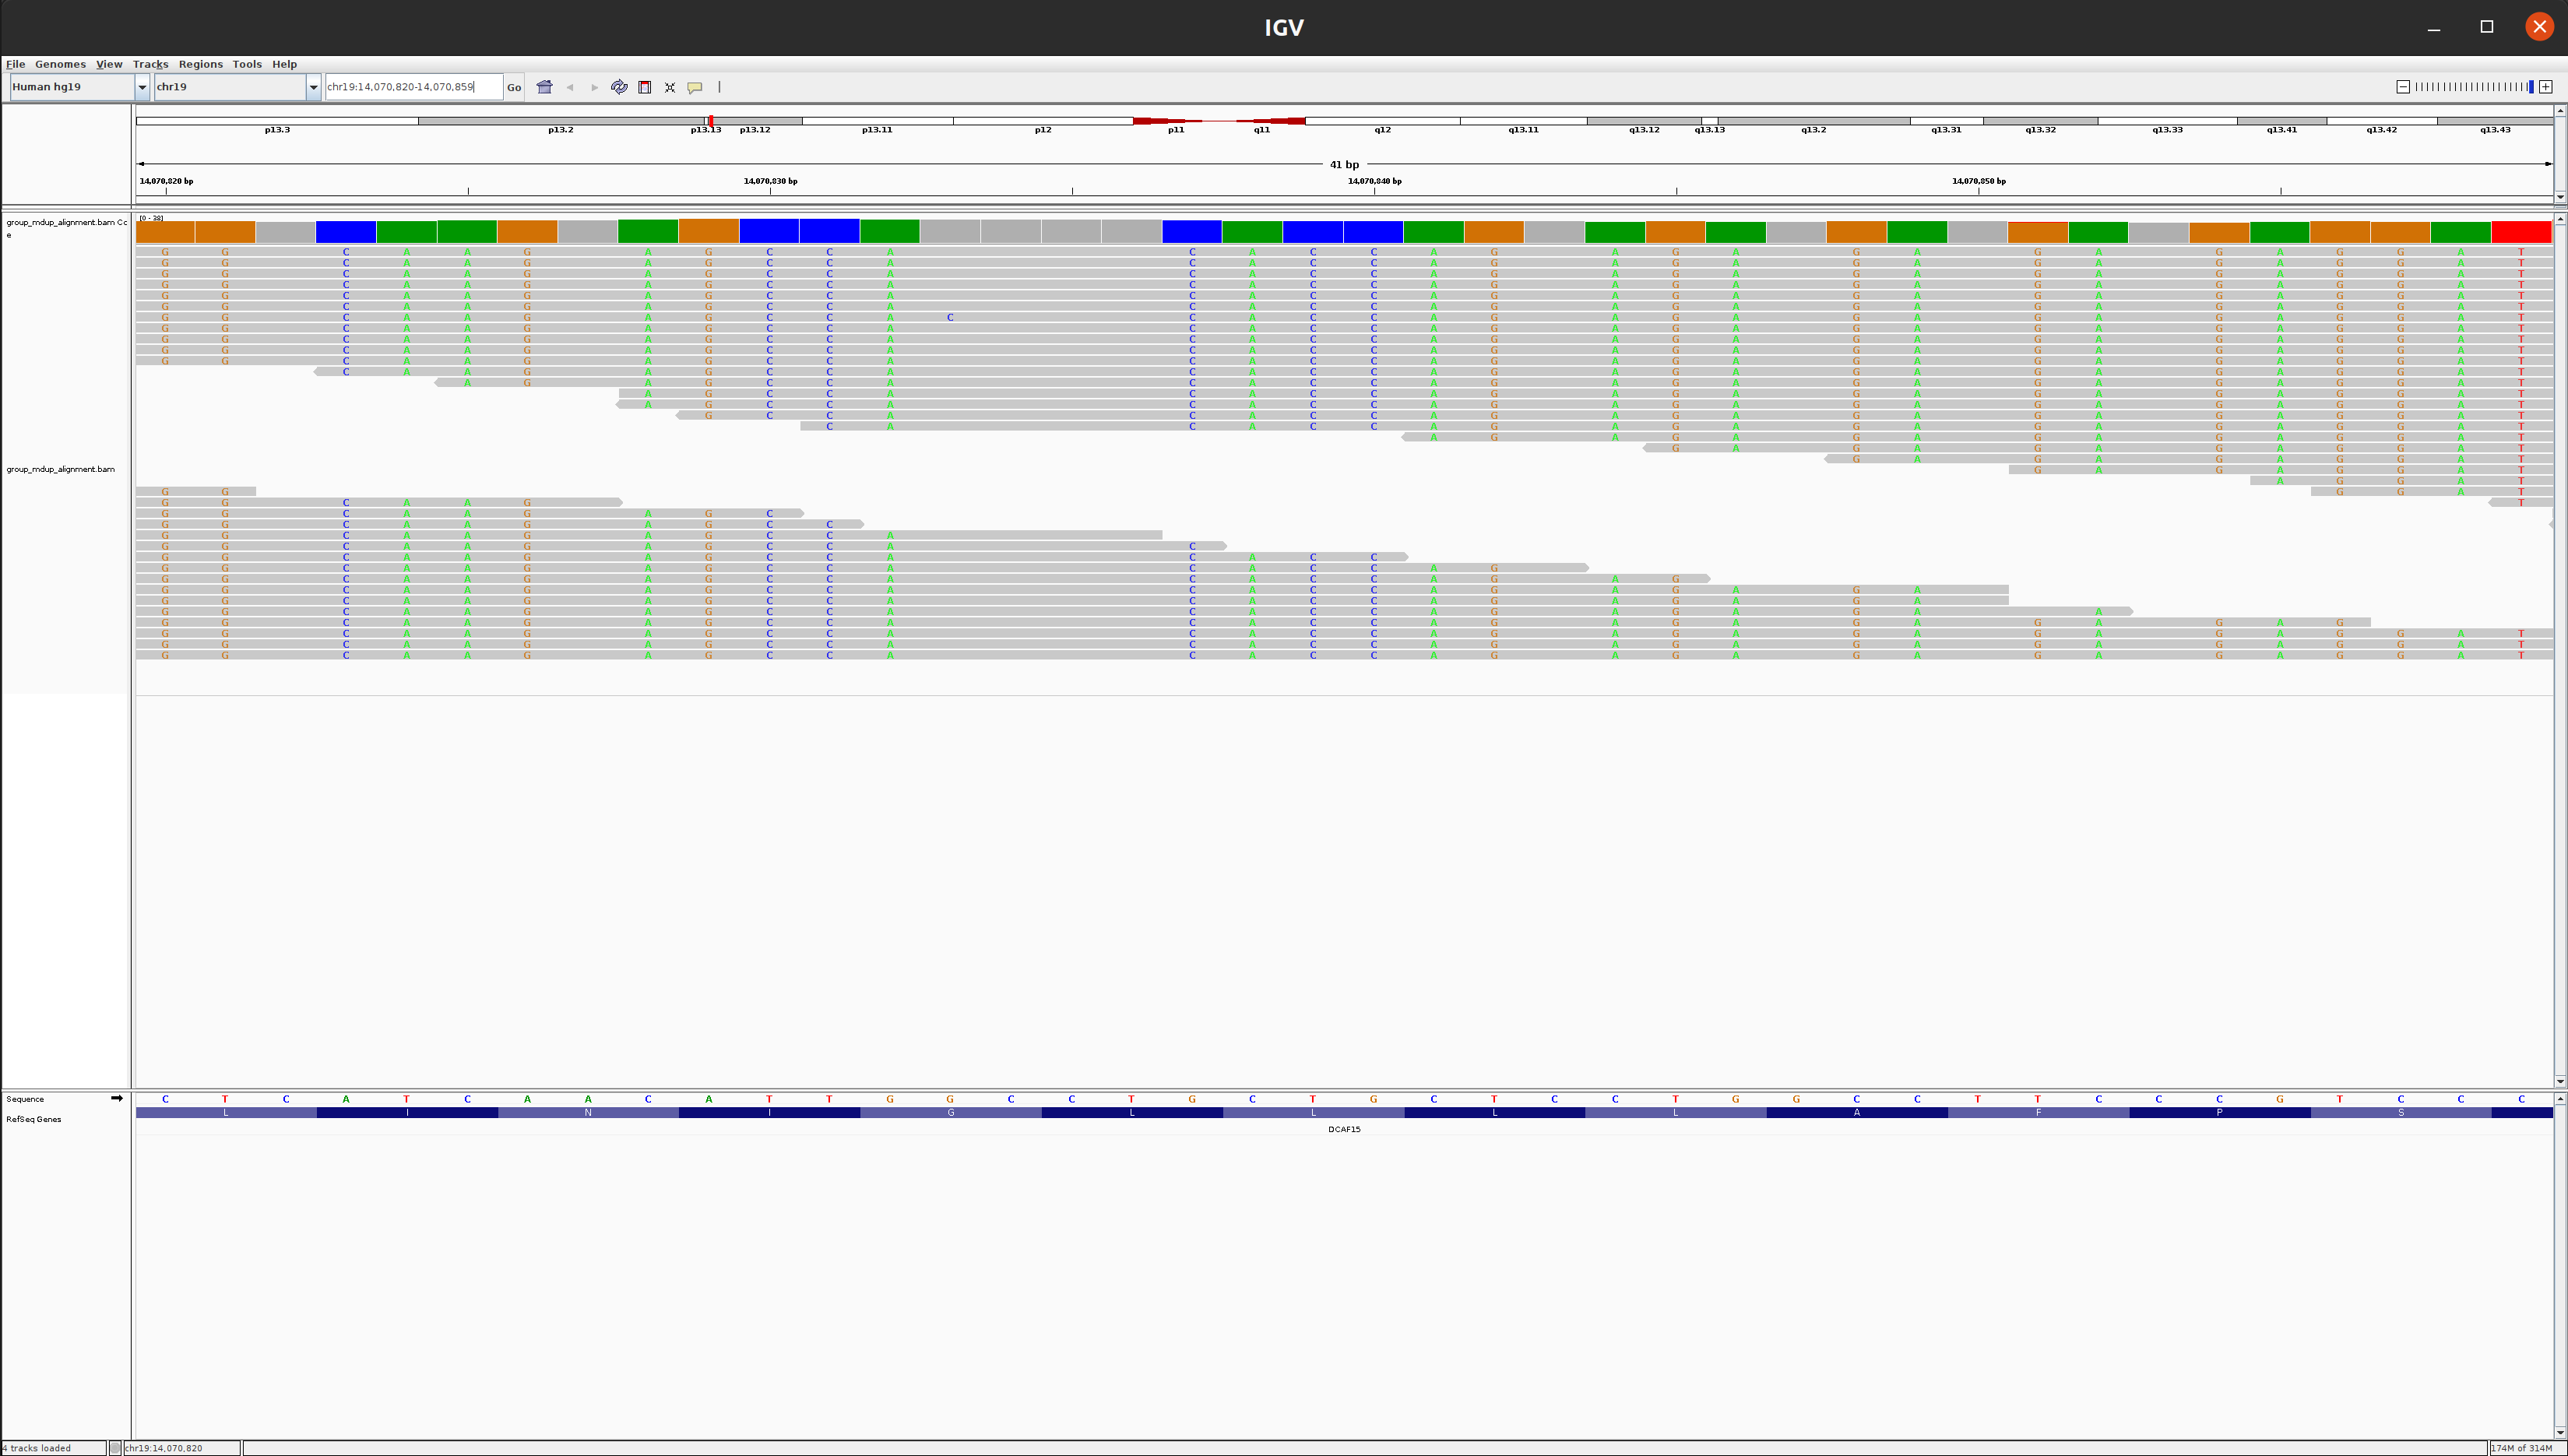 IGV
File Genomes View Tracks Regions Tools Help
Human hg19 chr19 chr19:14,070,820-14,070,859 Go
p13.3 p13.2 p13.13 p13.12 p13.11 p12 p11 q11 q12 q13.11 q13.12 q13.13 q13.2 q13.31 q13.32 q13.33 q13.41 q13.42 q13.43
41 bp
14,070,820 bp 14,070,830 bp 14,070,840 bp 14,070,850 bp
group_mdup_alignment.bam Cc
e
[0 - 38]
G G C A A G A G C C A C A C C A G A G A G A G A G A G G A T
G G C A A G A G C C A C A C C A G A G A G A G A G A G G A T
G G C A A G A G C C A C A C C A G A G A G A G A G A G G A T
G G C A A G A G C C A C A C C A G A G A G A G A G A G G A T
G G C A A G A G C C A C A C C A G A G A G A G A G A G G A T
G G C A A G A G C C A C A C C A G A G A G A G A G A G G A T
G G C A A G A G C C A C C A C C A G A G A G A G A G A G G A T
G G C A A G A G C C A C A C C A G A G A G A G A G A G G A T
G G C A A G A G C C A C A C C A G A G A G A G A G A G G A T
G G C A A G A G C C A C A C C A G A G A G A G A G A G G A T
G G C A A G A G C C A C A C C A G A G A G A G A G A G G A T
C A A G A G C C A C A C C A G A G A G A G A G A G G A T
A G A G C C A C A C C A G A G A G A G A G A G G A T
A G C C A C A C C A G A G A G A G A G A G G A T
A G C C A C A C C A G A G A G A G A G A G G A T
G C C A C A C C A G A G A G A G A G A G G A T
C A C A C C A G A G A G A G A G A G G A T
A G A G A G A G A G A G G A T
G A G A G A G A G G A T
G A G A G A G G A T
group_mdup_alignment.bam
G A G A G G A T
A G G A T
G G G G A T
G G C A A G T
G G C A A G A G C
G G C A A G A G C C
G G C A A G A G C C A
G G C A A G A G C C A C
G G C A A G A G C C A C A C C
G G C A A G A G C C A C A C C A G
G G C A A G A G C C A C A C C A G A G
G G C A A G A G C C A C A C C A G A G A G A
G G C A A G A G C C A C A C C A G A G A G A
G G C A A G A G C C A C A C C A G A G A G A A
G G C A A G A G C C A C A C C A G A G A G A G A G A G
G G C A A G A G C C A C A C C A G A G A G A G A G A G G A T
G G C A A G A G C C A C A C C A G A G A G A G A G A G G A T
G G C A A G A G C C A C A C C A G A G A G A G A G A G G A T
Sequence
C T C A T C A A C A T T G G C C T G C T G C T C C T G G C C T T C C C G T C C C
RefSeq Genes
L I N I G L L L L A F P S
DCAF15
4 tracks loaded chr19:14,070,820 174M of 314M